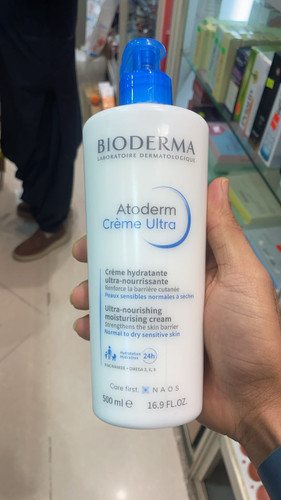 BIODERMA
LABORATOIRE DERMATOLOGIQUE
Atoderm
Crème Ultra
Crème hydratante
ultra-nourrissante
Renforce la barrière cutanée
Peaux sensibles normales à sèches
Ultra-nourishing
moisturising cream
Strengthens the skin barrier
Normal to dry sensitive skin
Hydratation
Hydration
24h
Care first
NAOS
500 ml e 16.9 FL.OZ.